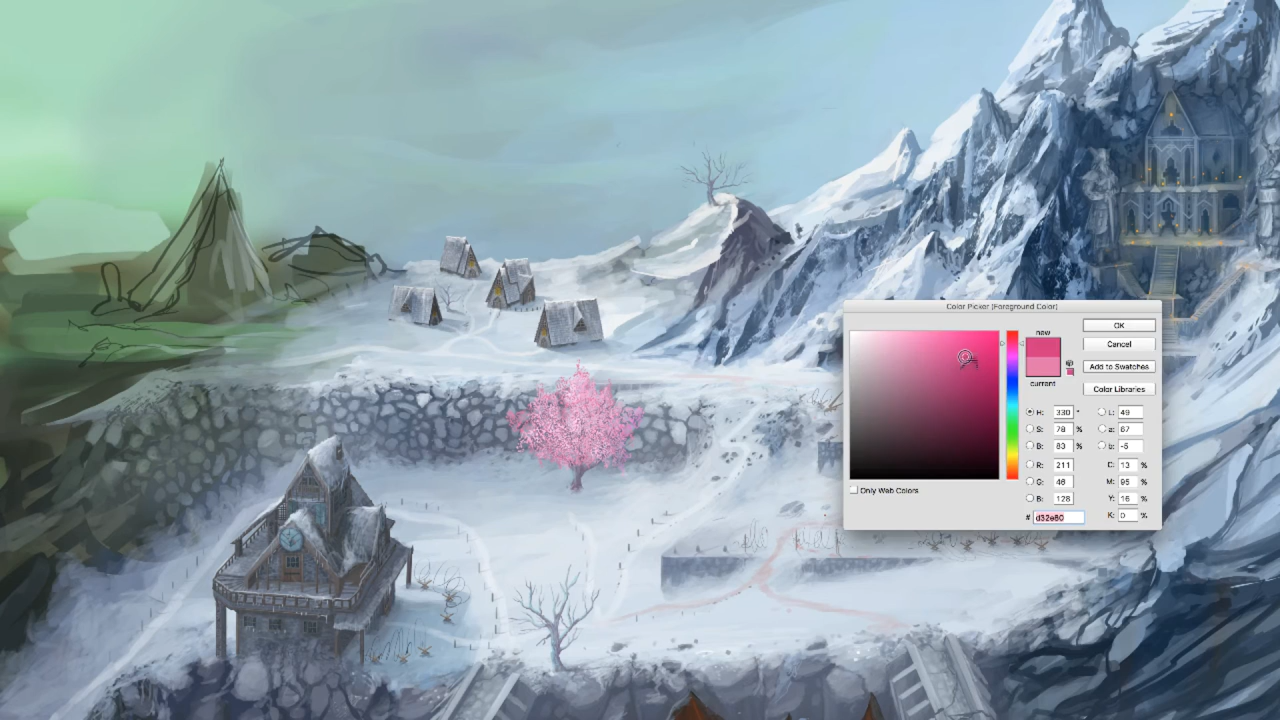 Color Picker (Foreground Color)
new
current
OK
Cancel
Add to Swatches
Color Libraries
H: 330 °
S: 78 %
B: 83 %
R: 211
G: 46
B: 128
# d32e80
L: 49
a: 67
b: -5
C: 13 %
M: 95 %
Y: 16 %
K: 0 %
Only Web Colors